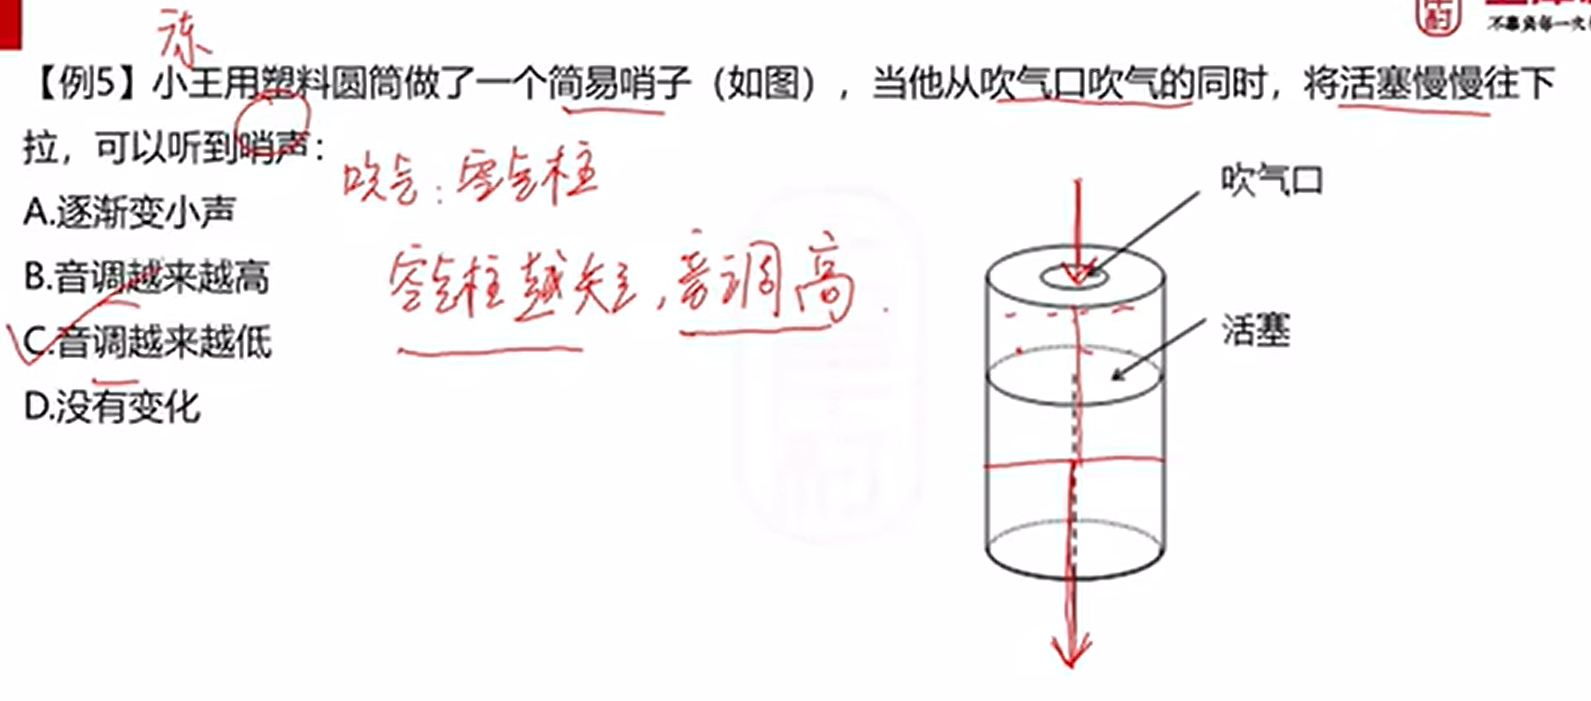 不辜负每一次
练
【例5】小王用塑料圆筒做了一个简易哨子（如图），当他从吹气口吹气的同时，将活塞慢慢往下
拉，可以听到哨声：
吹气：空气柱
A.逐渐变小声
B.音调越来越高
空气柱越短，音调高.
C.音调越来越低
D.没有变化
吹气口
活塞